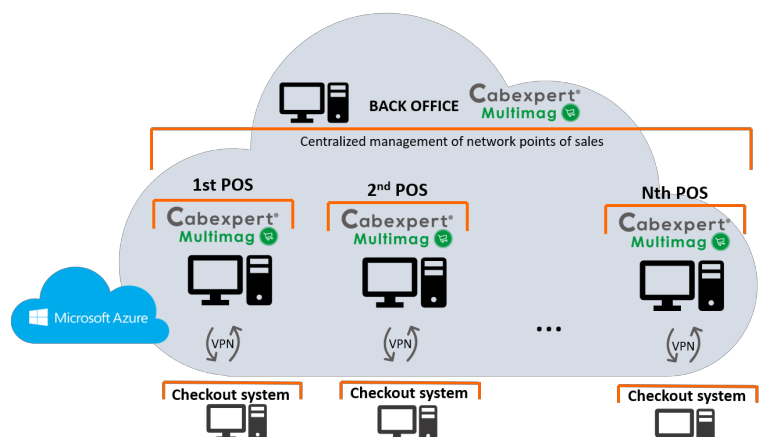 BACK OFFICE
Cabexpert®
Multimag
Centralized management of network points of sales
1st POS
2nd POS
Nth POS
Cabexpert®
Multimag
Cabexpert®
Multimag
Cabexpert®
Multimag
Microsoft Azure
VPN
VPN
...
VPN
Checkout system
Checkout system
Checkout system